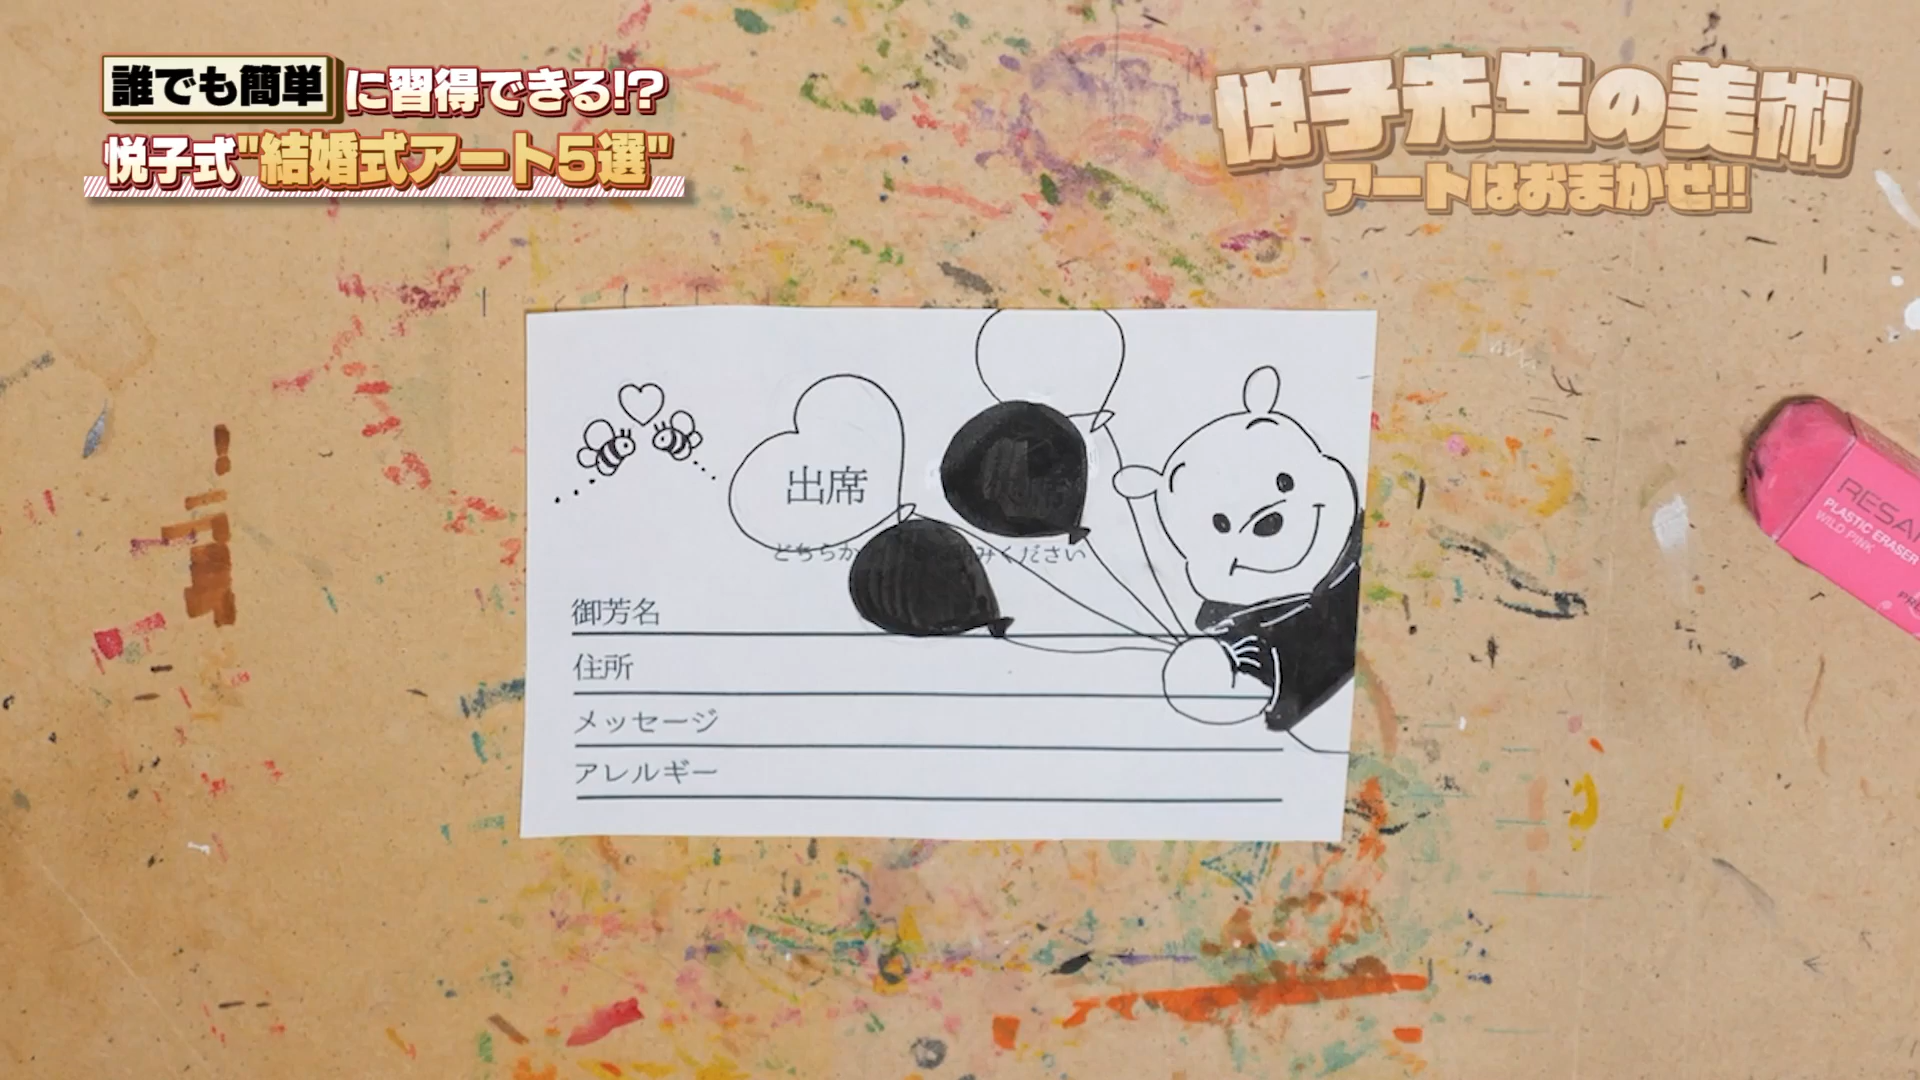 誰でも簡単に習得できる!?
悦子式"結婚式アート5選"
悦子先生の美術
アートはおまかせ!!
出席
どちらか
みください
御芳名
住所
メッセージ
アレルギー
PLASTIC ERASER
WILD PINK